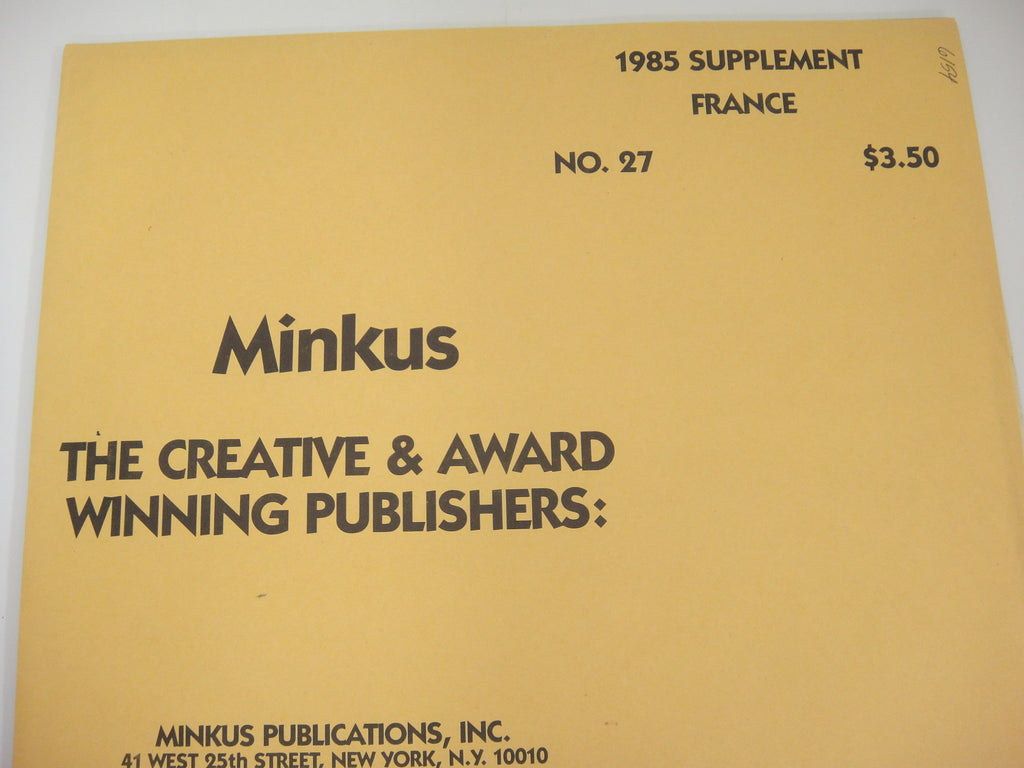 1985 SUPPLEMENT
FRANCE
NO. 27 $3.50
Minkus
THE CREATIVE & AWARD
WINNING PUBLISHERS:
MINKUS PUBLICATIONS, INC.
41 WEST 25th STREET, NEW YORK, N.Y. 10010